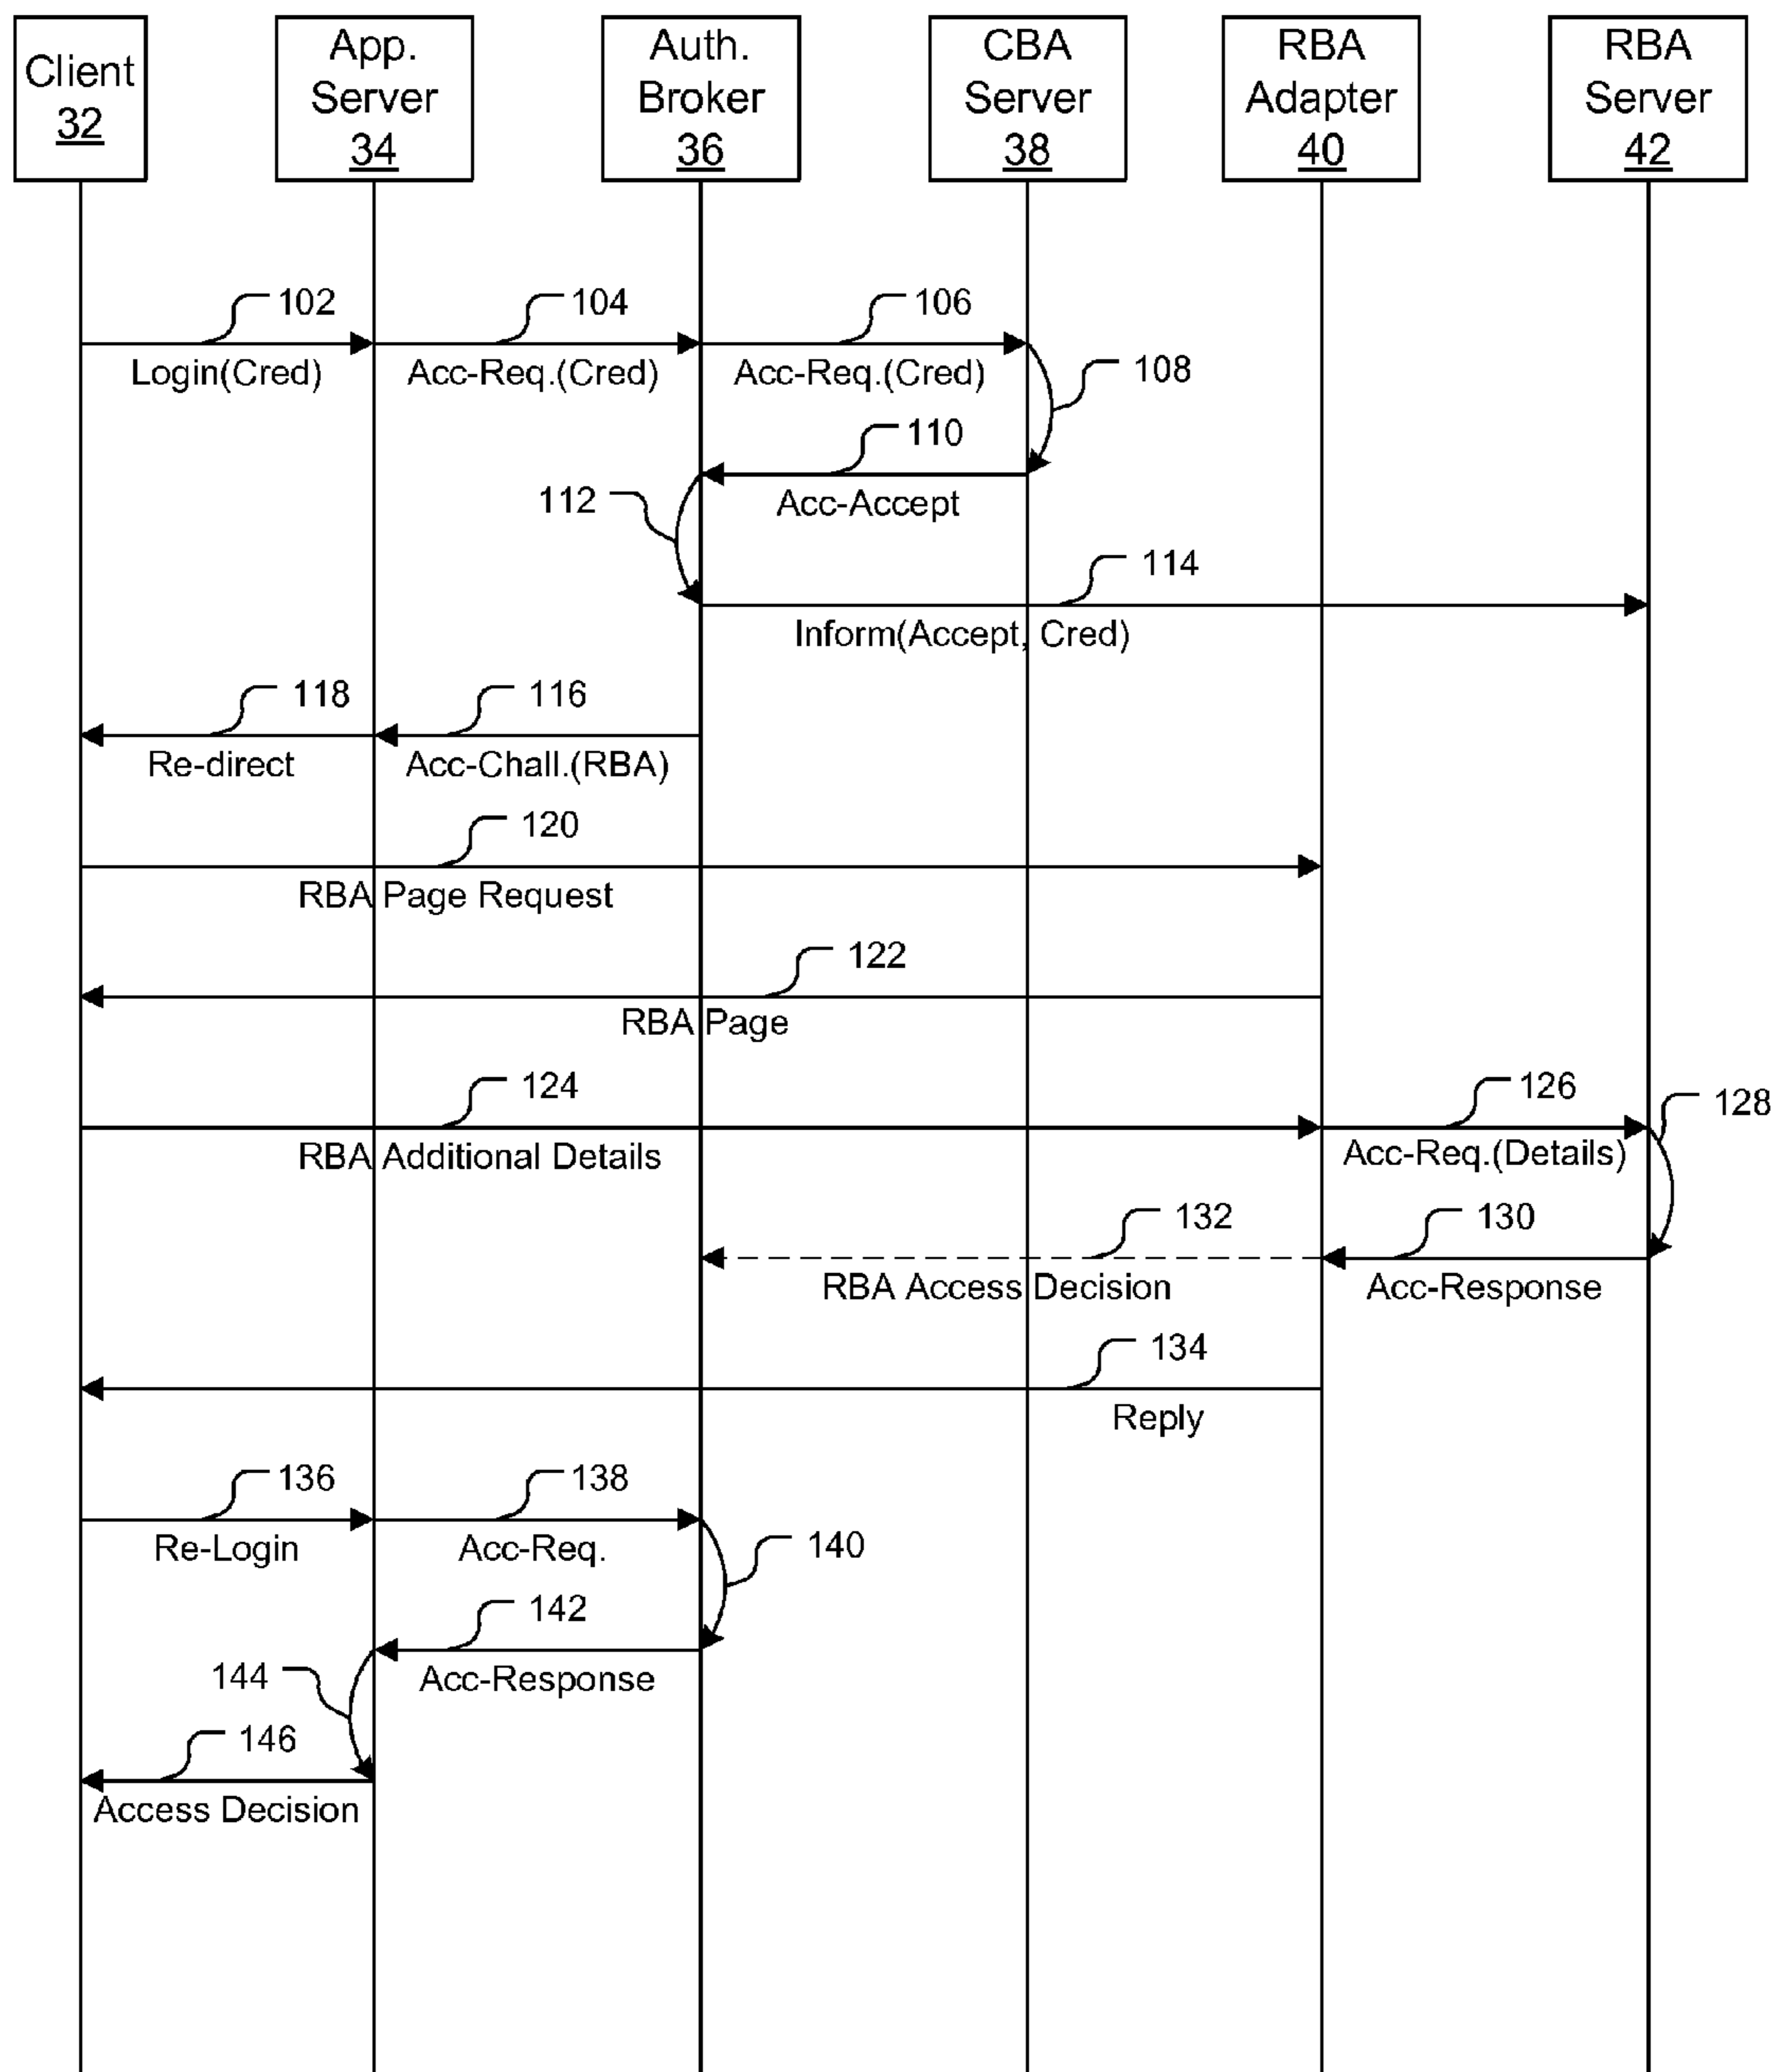 Client
32
App.
Server
34
Auth.
Broker
36
CBA
Server
38
RBA
Adapter
40
RBA
Server
42
102
104
106
Login(Cred)
Acc-Req.(Cred)
Acc-Req.(Cred)
108
110
112
Acc-Accept
114
Inform(Accept, Cred)
118
116
Re-direct
Acc-Chall.(RBA)
120
RBA Page Request
122
RBA Page
124
126
128
RBA Additional Details
Acc-Req.(Details)
132
130
RBA Access Decision
Acc-Response
134
Reply
136
138
Re-Login
Acc-Req.
140
142
144
Acc-Response
146
Access Decision